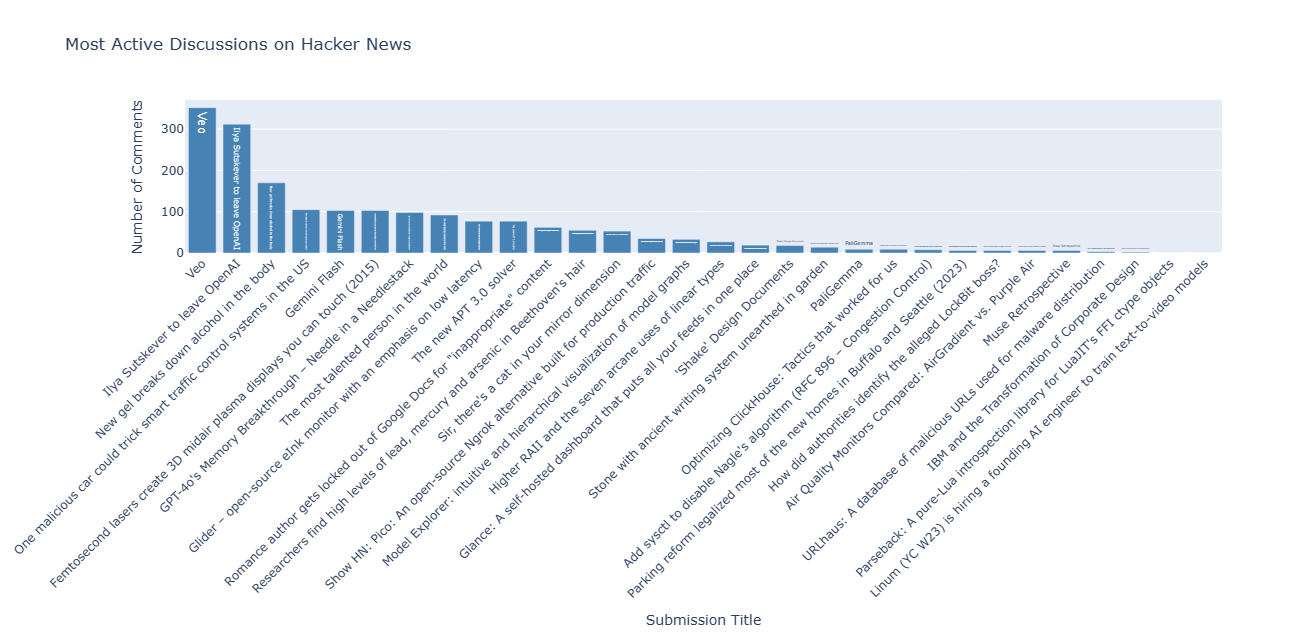 Most Active Discussions on Hacker News
Number of Comments
300
200
100
0
Veo
Ilya Sutskever to leave OpenAI
Gemini Flash
PaliGemma
Veo
Ilya Sutskever to leave OpenAI
New gel breaks down alcohol in the body
One malicious car could trick smart traffic control systems in the US
Gemini Flash
Femtosecond lasers create 3D midair plasma displays you can touch (2015)
GPT-4o's Memory Breakthrough – Needle in a Needlestack
The most talented person in the world
Glider – open-source eInk monitor with an emphasis on low latency
The new APT 3.0 solver
Romance author gets locked out of Google Docs for "inappropriate" content
Researchers find high levels of lead, mercury and arsenic in Beethoven's hair
Sir, there's a cat in your mirror dimension
Show HN: Pico: An open-source Ngrok alternative built for production traffic
Model Explorer: intuitive and hierarchical visualization of model graphs
Higher RAII and the seven arcane uses of linear types
Glance: A self-hosted dashboard that puts all your feeds in one place
'Shake' Design Documents
Stone with ancient writing system unearthed in garden
PaliGemma
Optimizing ClickHouse: Tactics that worked for us
Add sysctl to disable Nagle's algorithm (RFC 896 – Congestion Control)
Parking reform legalized most of the new homes in Buffalo and Seattle (2023)
How did authorities identify the alleged LockBit boss?
Air Quality Monitors Compared: AirGradient vs. Purple Air
Muse Retrospective
URLhaus: A database of malicious URLs used for malware distribution
IBM and the Transformation of Corporate Design
Parseback: A pure-Lua introspection library for LuaJIT's FFI ctype objects
Linum (YC W23) is hiring a founding AI engineer to train text-to-video models
Submission Title